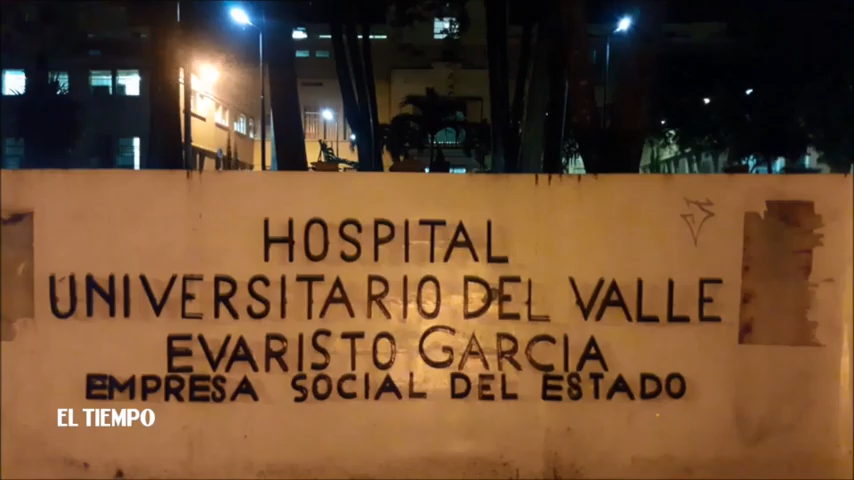 HOSPITAL
UNIVERSITARIO DEL VALLE
EVARISTO GARCIA
EMPRESA SOCIAL DEL ESTADO
EL TIEMPO